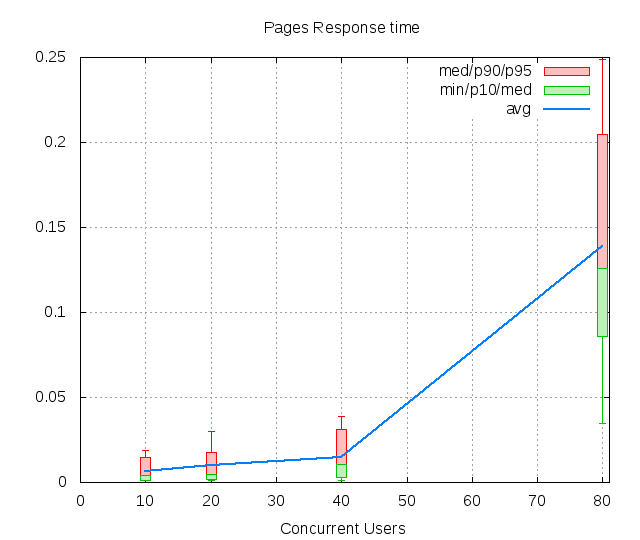 Pages Response time
0.25
0.2
0.15
0.1
0.05
0
med/p90/p95
min/p10/med
avg
0 10 20 30 40 50 60 70 80
Concurrent Users